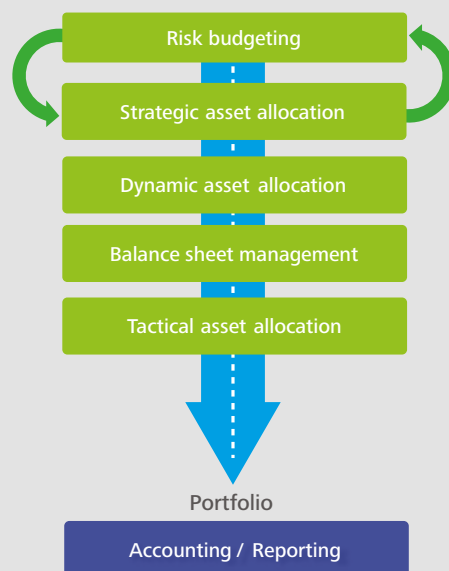 Risk budgeting
Strategic asset allocation
Dynamic asset allocation
Balance sheet management
Tactical asset allocation
Portfolio
Accounting / Reporting